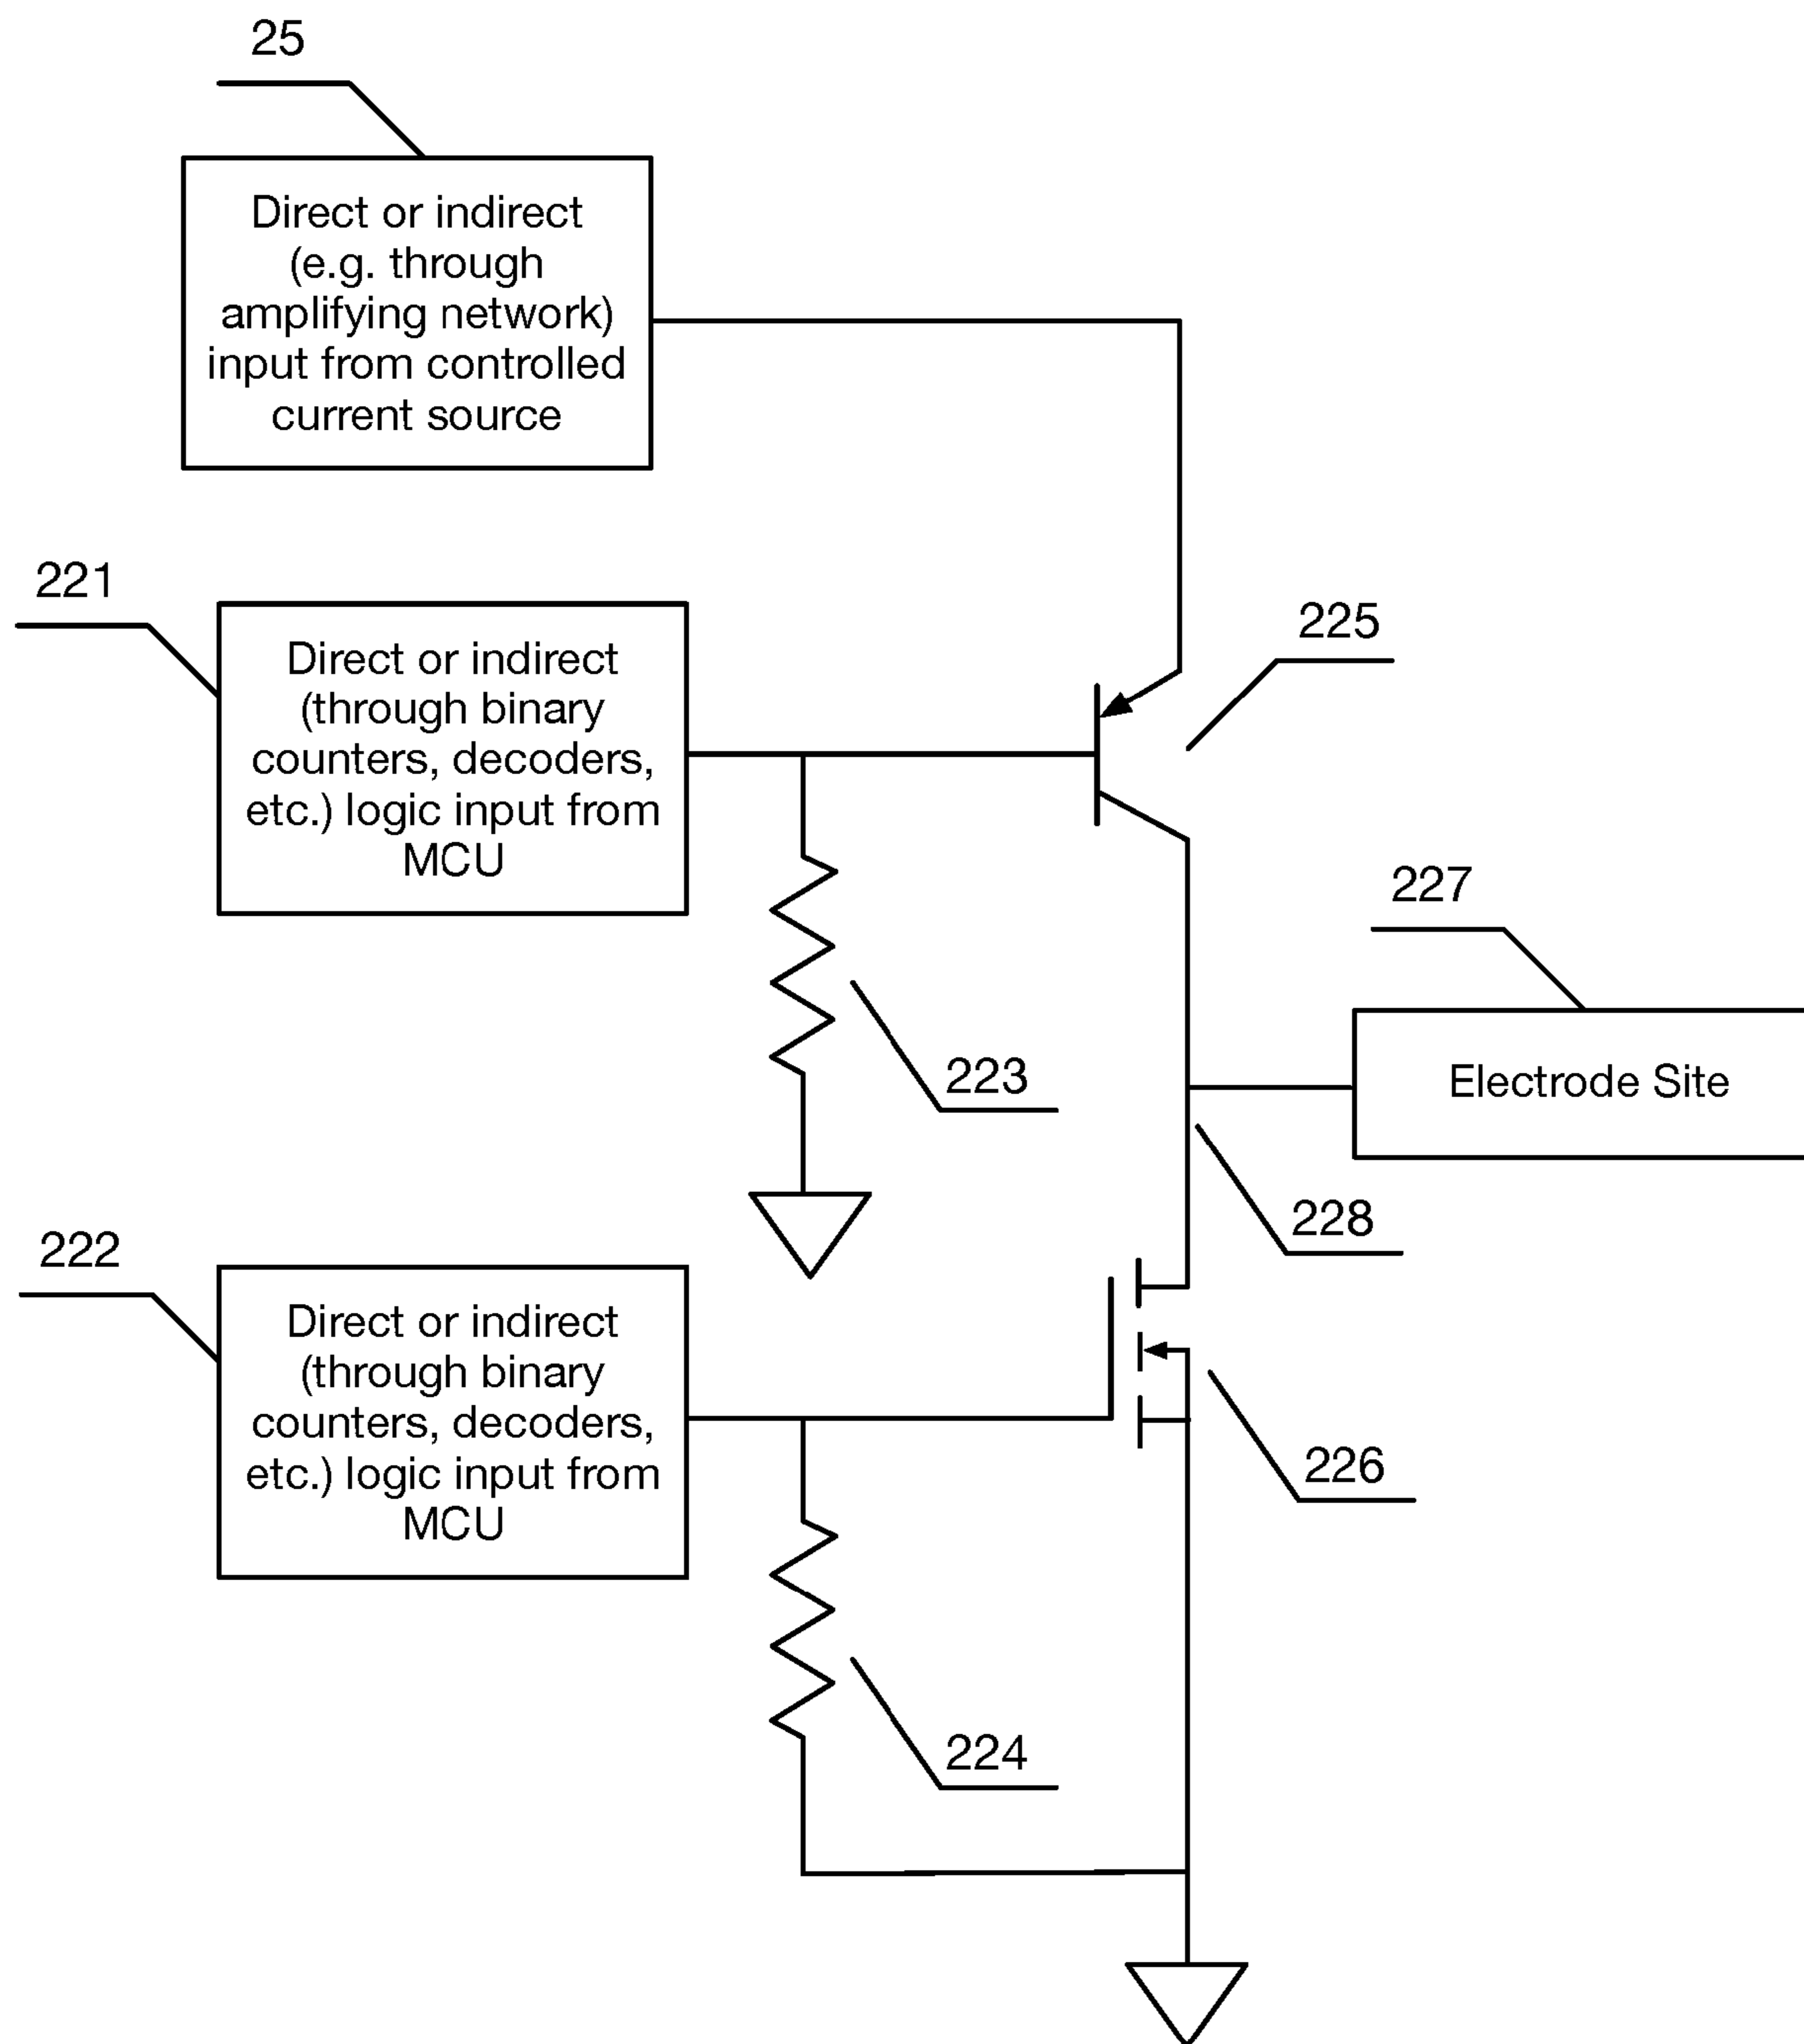 25
Direct or indirect
(e.g. through
amplifying network)
input from controlled
current source
221
Direct or indirect
(through binary
counters, decoders,
etc.) logic input from
MCU
225
227
Electrode Site
223
228
222
Direct or indirect
(through binary
counters, decoders,
etc.) logic input from
MCU
226
224